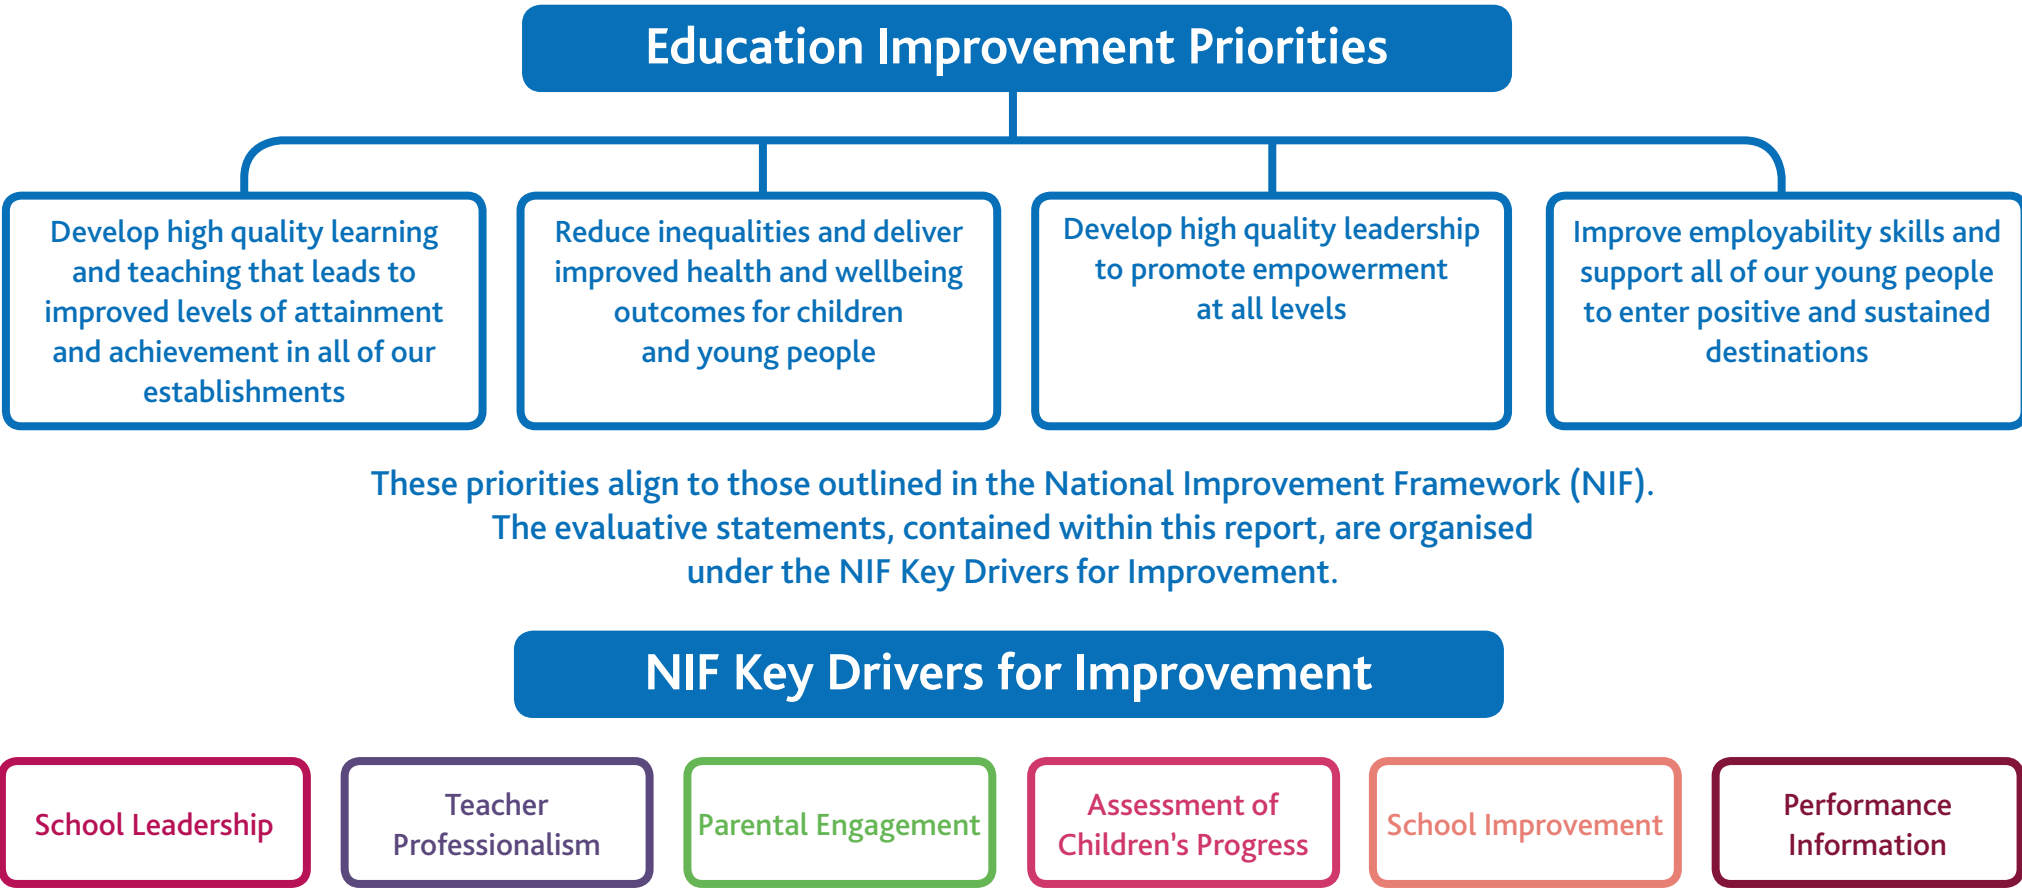 Education Improvement Priorities
Develop high quality learning
and teaching that leads to
improved levels of attainment
and achievement in all of our
establishments
Reduce inequalities and deliver
improved health and wellbeing
outcomes for children
and young people
Develop high quality leadership
to promote empowerment
at all levels
Improve employability skills and
support all of our young people
to enter positive and sustained
destinations
These priorities align to those outlined in the National Improvement Framework (NIF).
The evaluative statements, contained within this report, are organised
under the NIF Key Drivers for Improvement.
NIF Key Drivers for Improvement
School Leadership
Teacher
Professionalism
Parental Engagement
Assessment of
Children’s Progress
School Improvement
Performance
Information